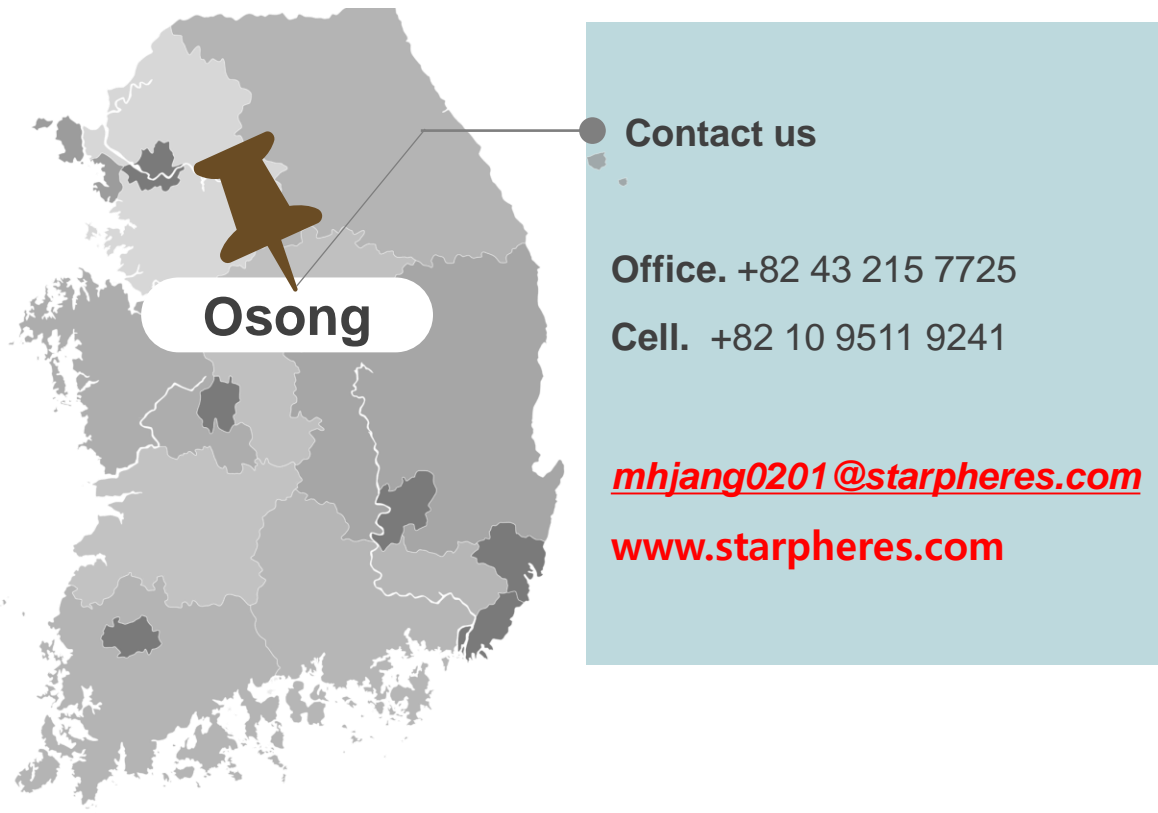 Contact us
Osong
Office. +82 43 215 7725
Cell. +82 10 9511 9241
mhjang0201@starpheres.com
www.starpheres.com